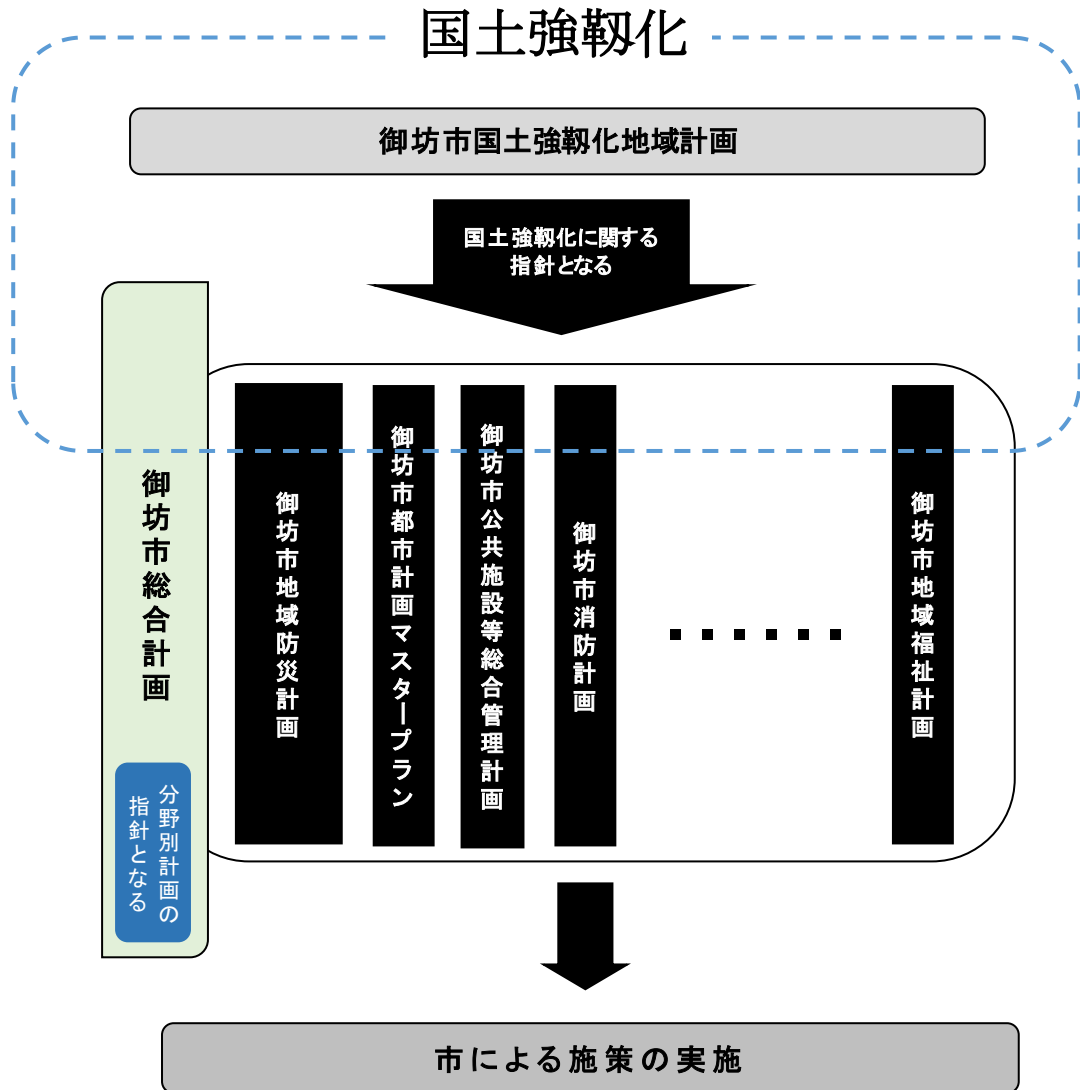 国土強靱化
御坊市国土強靱化地域計画
国土強靱化に関する
指針となる
御坊市総合計画
分野別計画の
指針となる
御坊市地域防災計画
御坊市都市計画マスタープラン
御坊市公共施設等総合管理計画
御坊市消防計画
・・・・・・
御坊市地域福祉計画
市による施策の実施